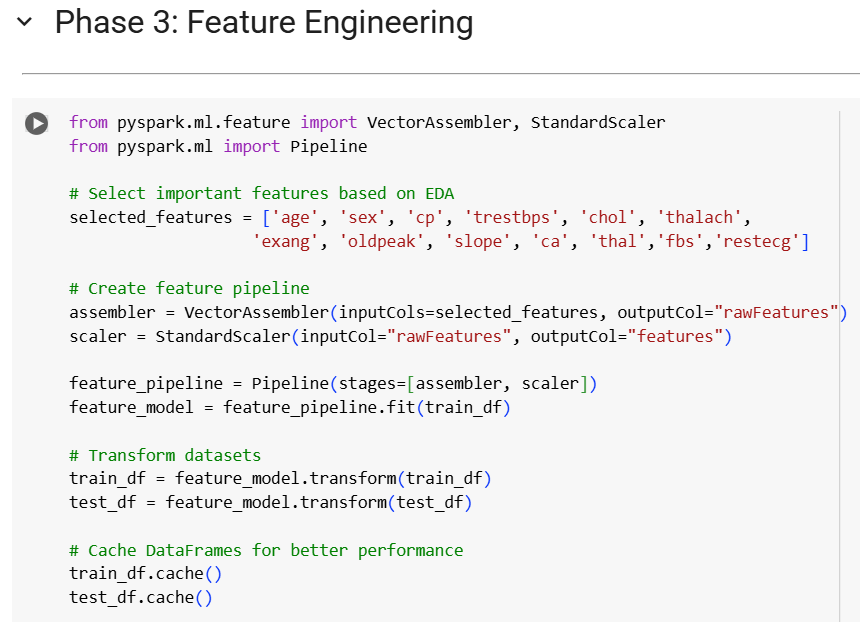 Phase 3: Feature Engineering
from pyspark.ml.feature import VectorAssembler, StandardScaler
from pyspark.ml import Pipeline
# Select important features based on EDA
selected_features = ['age', 'sex', 'cp', 'trestbps', 'chol', 'thalach',
'exang', 'oldpeak', 'slope', 'ca', 'thal','fbs','restecg']
# Create feature pipeline
assembler = VectorAssembler(inputCols=selected_features, outputCol="rawFeatures")
scaler = StandardScaler(inputCol="rawFeatures", outputCol="features")
feature_pipeline = Pipeline(stages=[assembler, scaler])
feature_model = feature_pipeline.fit(train_df)
# Transform datasets
train_df = feature_model.transform(train_df)
test_df = feature_model.transform(test_df)
# Cache DataFrames for better performance
train_df.cache()
test_df.cache()